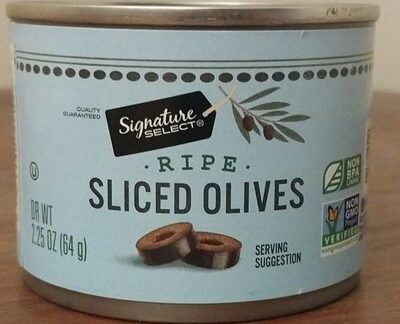 QUALITY
GUARANTEED
Signature
SELECT®
· RIPE ·
SLICED OLIVES
U
NON
BPA
NON
GMO
VERIFIED
DR WT
2.25 OZ (64 g)
SERVING
SUGGESTION